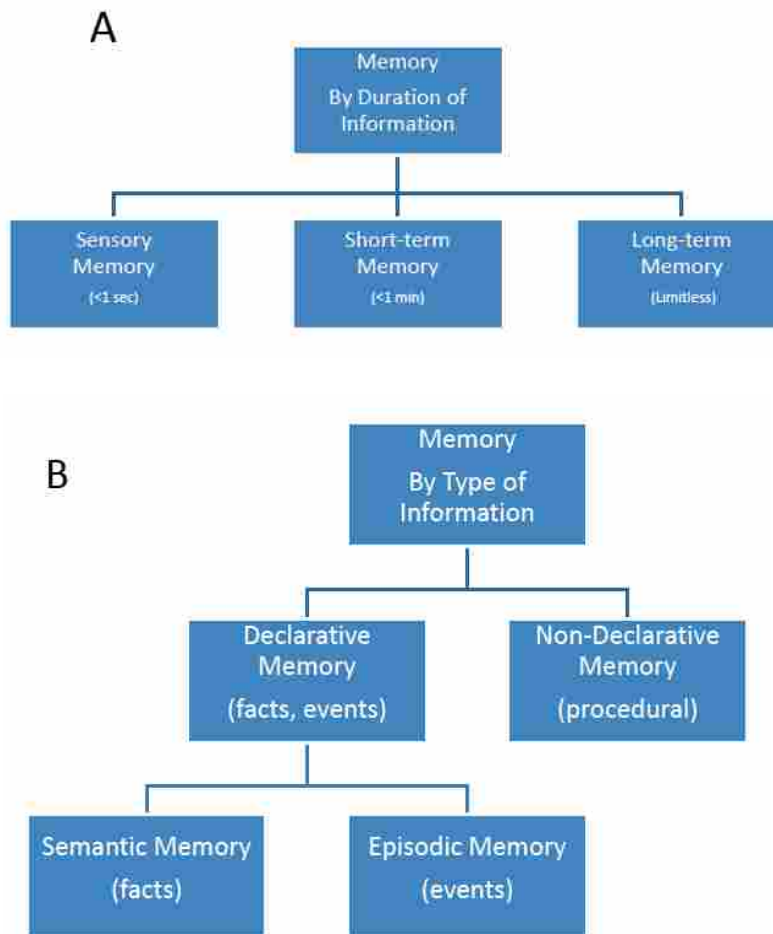 A
Memory
By Duration of
Information
Sensory
Memory
(<1 sec)
Short-term
Memory
(<1 min)
Long-term
Memory
(Limitless)
B
Memory
By Type of
Information
Declarative
Memory
(facts, events)
Non-Declarative
Memory
(procedural)
Semantic Memory
(facts)
Episodic Memory
(events)